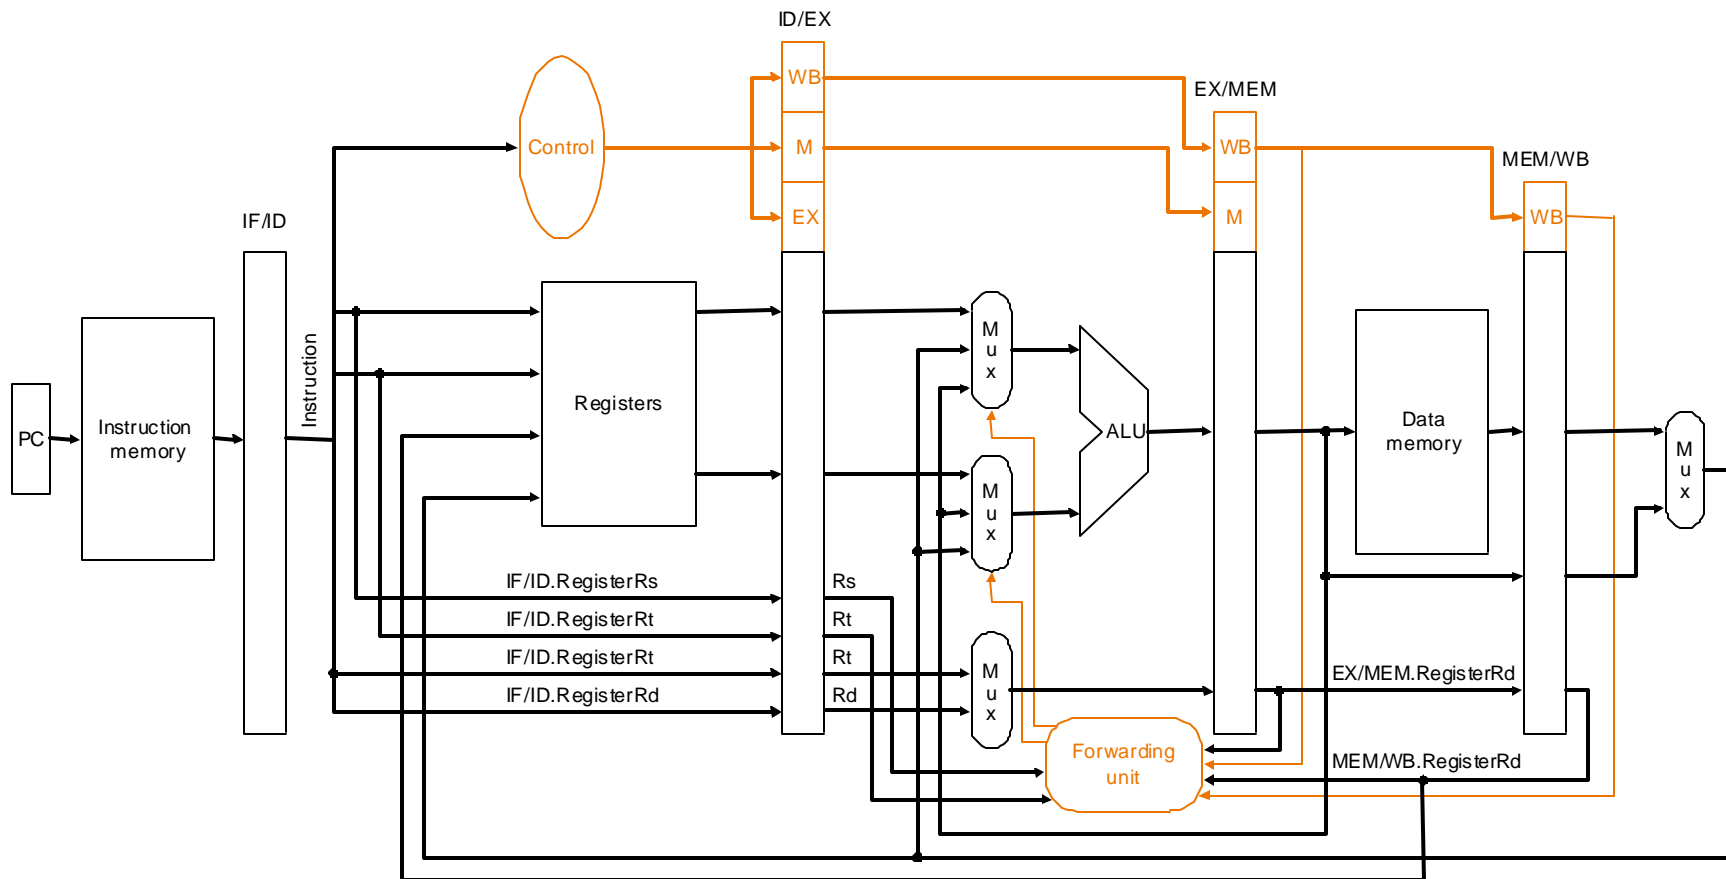 ID/EX
WB
EX/MEM
Control
M
WB
MEM/WB
IF/ID
EX
M
WB
Instruction
PC
Instruction
memory
Registers
M
u
x
M
u
x
ALU
Data
memory
M
u
x
IF/ID.RegisterRs
Rs
IF/ID.RegisterRt
Rt
IF/ID.RegisterRt
Rt
IF/ID.RegisterRd
Rd
M
u
x
EX/MEM.RegisterRd
Forwarding
unit
MEM/WB.RegisterRd